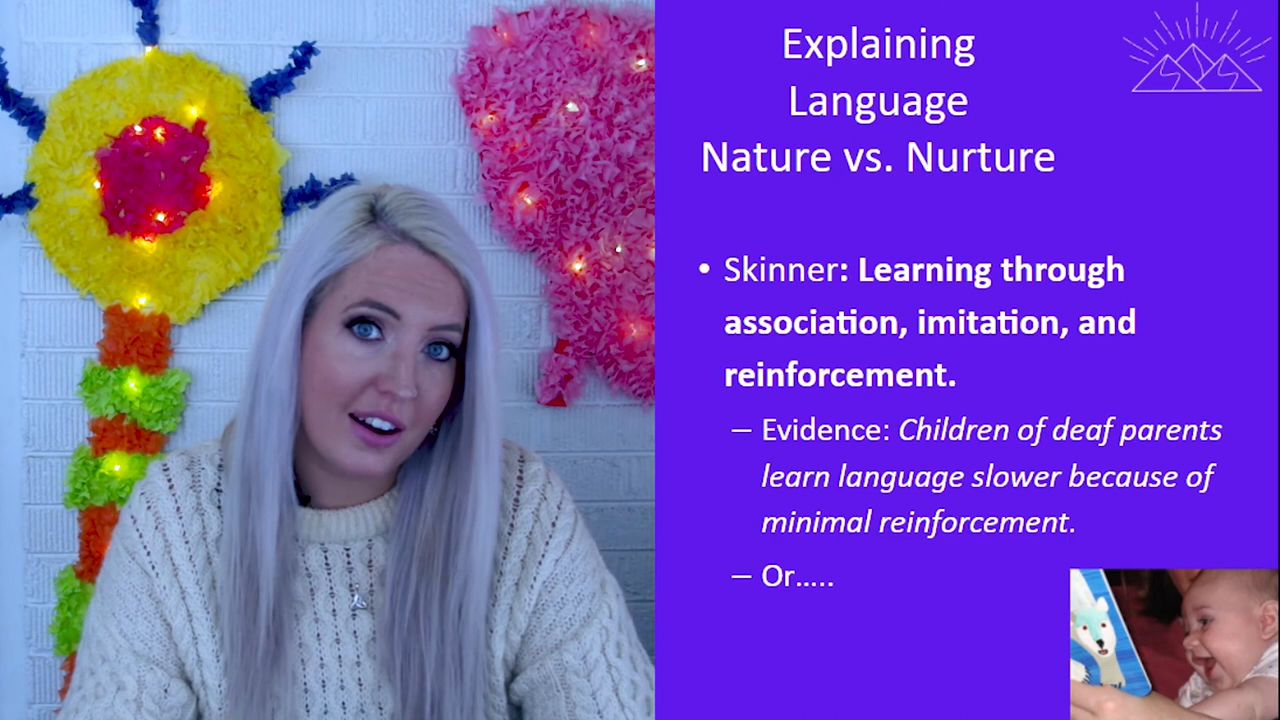 Explaining
Language
Nature vs. Nurture
• Skinner: Learning through
association, imitation, and
reinforcement.
– Evidence: Children of deaf parents
learn language slower because of
minimal reinforcement.
– Or.....